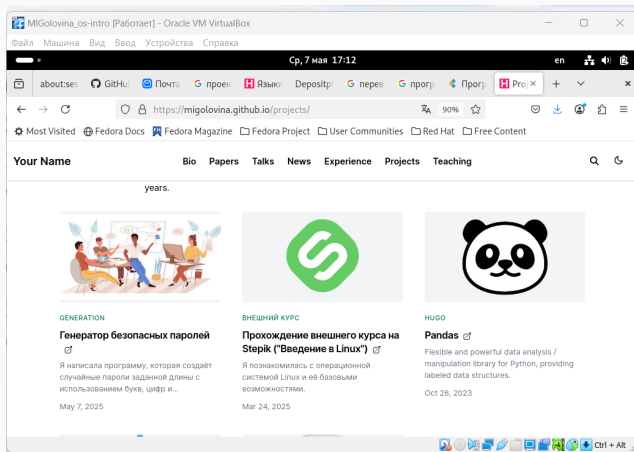 MIGolovina_os-intro [Работает] - Oracle VM VirtualBox
Файл Машина Вид Ввод Устройства Справка
Ср, 7 мая 17:12
en
about:ses GitHu Почта проек Языки Depositph перев прогр Прогр Proj
https://migolovina.github.io/projects/
90%
Most Visited Fedora Docs Fedora Magazine Fedora Project User Communities Red Hat Free Content
Your Name Bio Papers Talks News Experience Projects Teaching
years.
GENERATION
Генератор безопасных паролей
Я написала программу, которая создаёт
случайные пароли заданной длины с
использованием букв, цифр и...
May 7, 2025
ВНЕШНИЙ КУРС
Прохождение внешнего курса на
Stepik ("Введение в Linux")
Я познакомилась с операционной
системой Linux и её базовыми
возможностями.
Mar 24, 2025
HUGO
Pandas
Flexible and powerful data analysis /
manipulation library for Python, providing
labeled data structures.
Oct 26, 2023
Ctrl + Alt